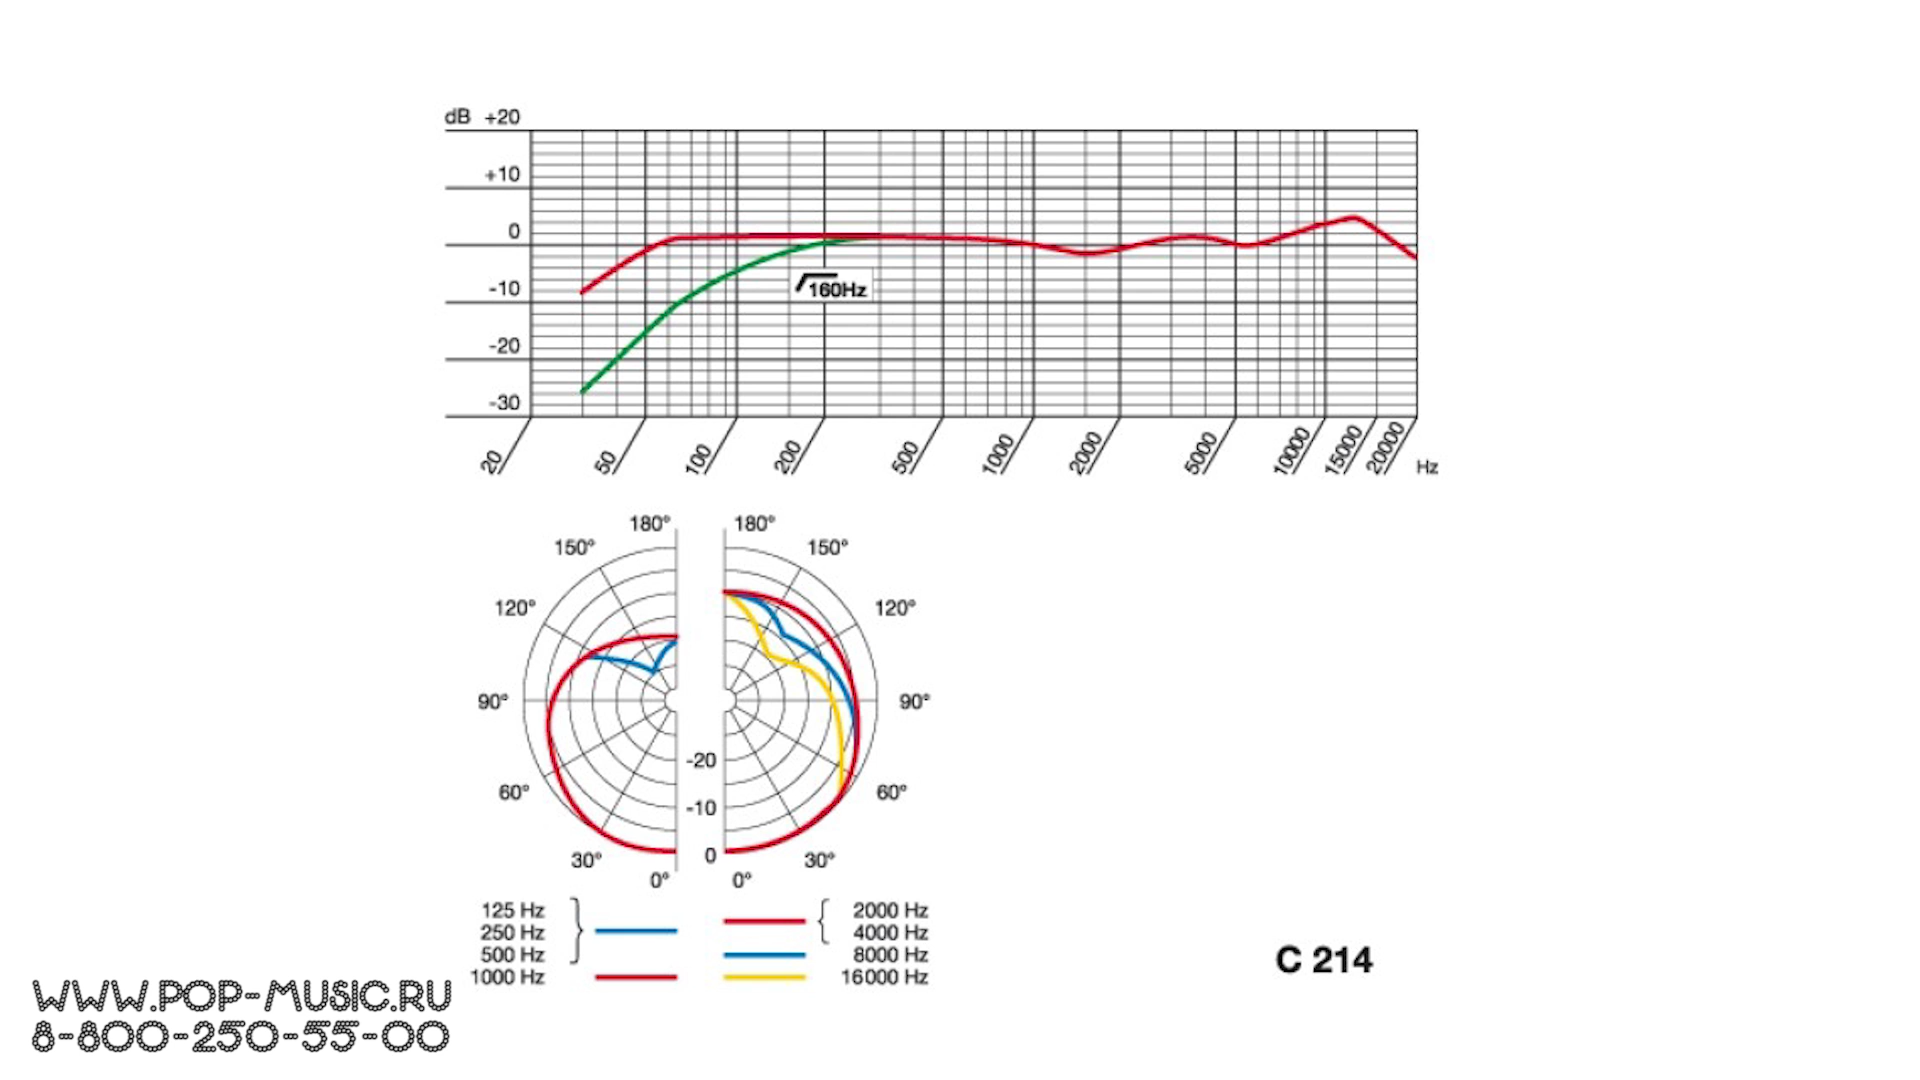 dB +20
+10
0
-10
-20
-30
160Hz
20 50 100 200 500 1000 2000 5000 10000 15000 20000 Hz
180° 180°
150° 150°
120° 120°
90° 90°
-20
60° 60°
-10
0
30° 30°
0° 0°
125 Hz 2000 Hz
250 Hz 4000 Hz
500 Hz 8000 Hz
1000 Hz 16000 Hz
C 214
WWW.POP-MUSIC.RU
8-800-250-55-00